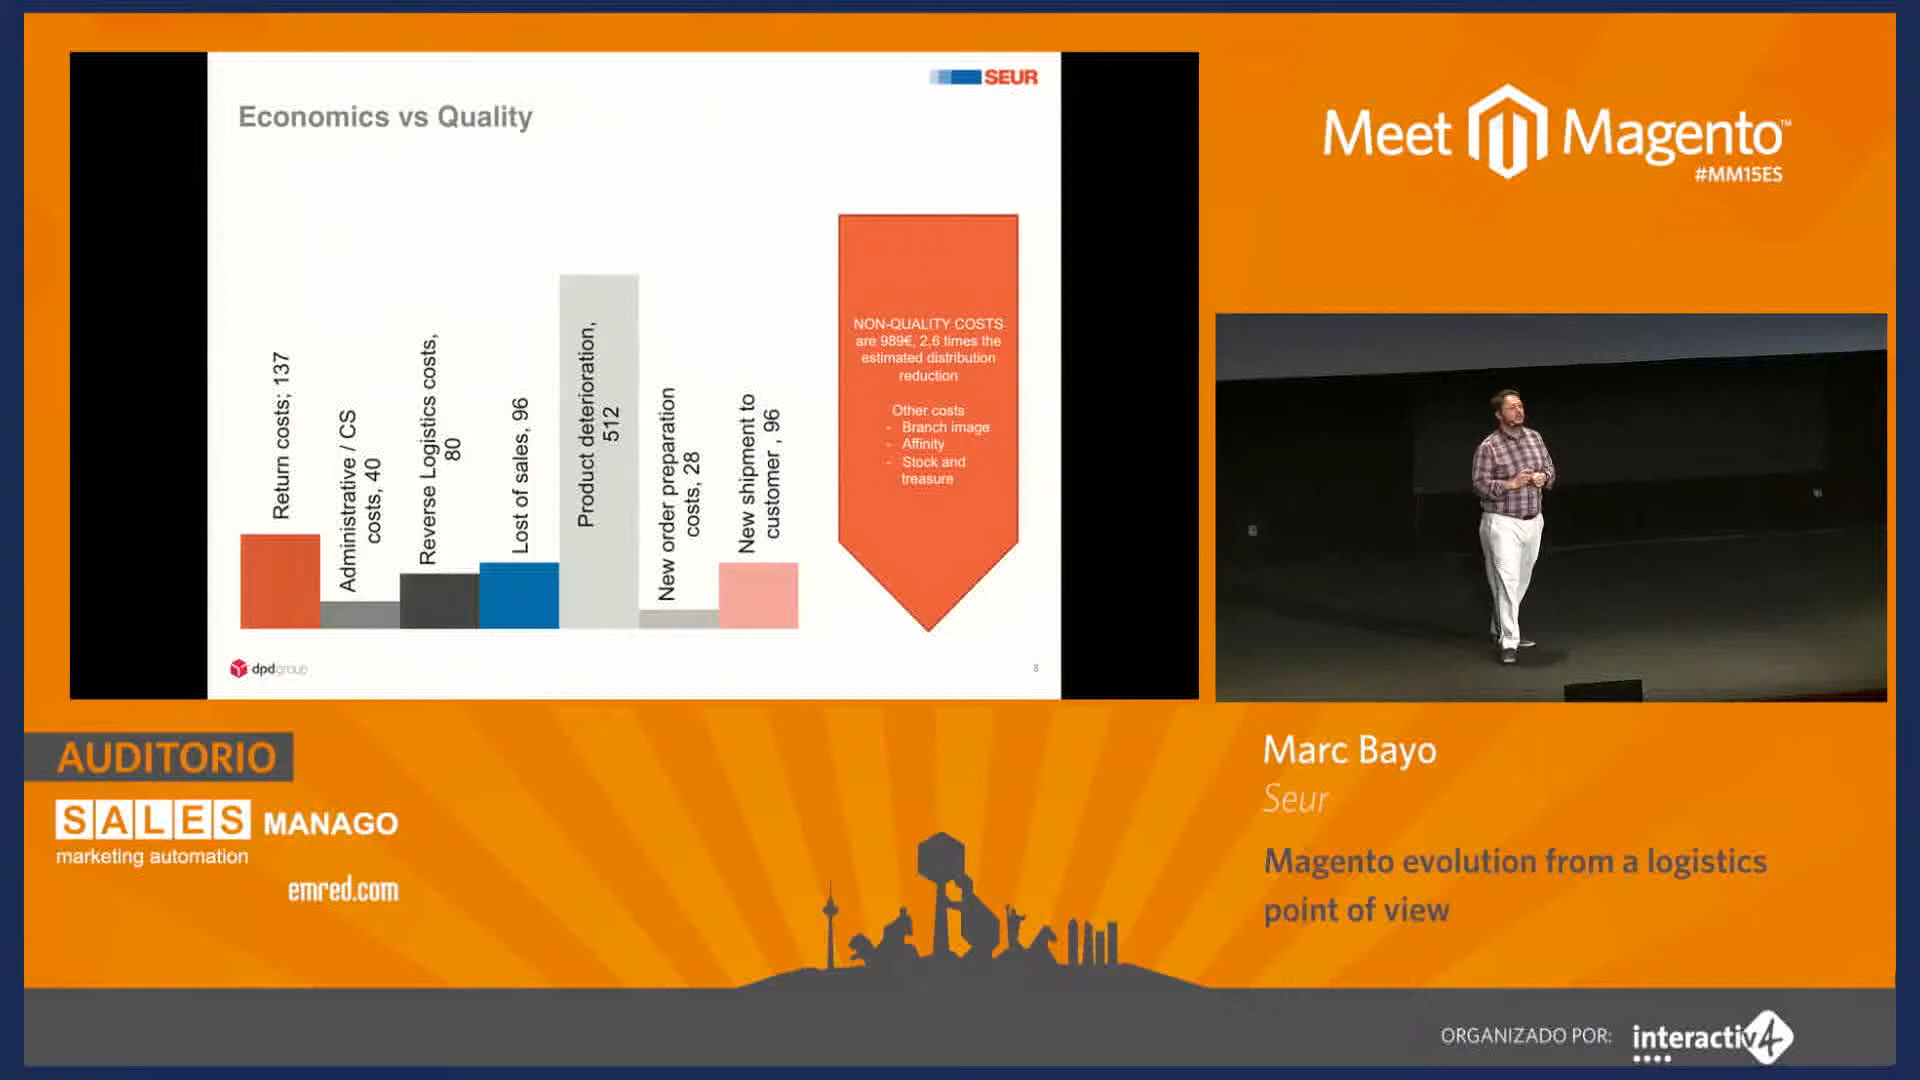 SEUR
Economics vs Quality
Return costs; 137
Administrative / CS
costs, 40
Reverse Logistics costs,
80
Lost of sales, 96
Product deterioration,
512
New order preparation
costs, 28
New shipment to
customer , 96
NON-QUALITY COSTS
are 989€, 2,6 times the
estimated distribution
reduction
Other costs
- Branch image
- Affinity
- Stock and
treasure
dpdgroup
8
Meet Magento™
#MM15ES
AUDITORIO
SALES MANAGO
marketing automation
emred.com
Marc Bayo
Seur
Magento evolution from a logistics
point of view
ORGANIZADO POR: interactiv4